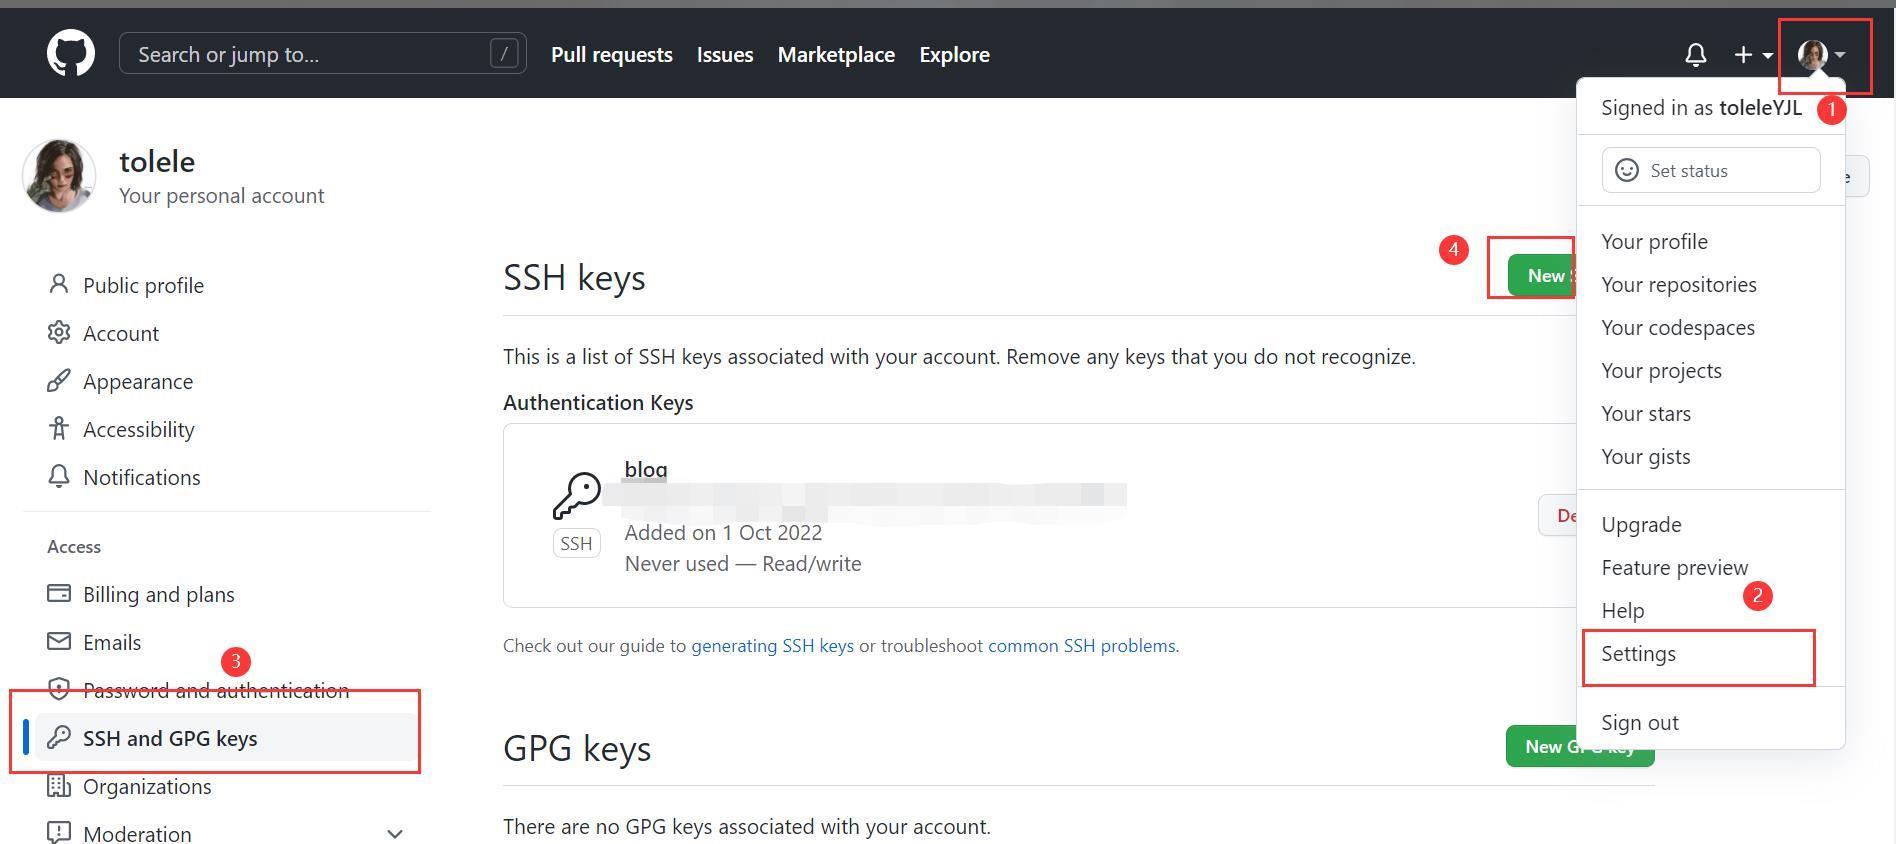 Search or jump to...
/
Pull requests
Issues
Marketplace
Explore
1
Signed in as toleleYJL
Set status
Your profile
Your repositories
Your codespaces
Your projects
Your stars
Your gists
Upgrade
Feature preview
2
Help
Settings
Sign out
tolele
Your personal account
Public profile
Account
Appearance
Accessibility
Notifications
Access
Billing and plans
Emails
3
Password and authentication
SSH and GPG keys
Organizations
Moderation
SSH keys
4
New
This is a list of SSH keys associated with your account. Remove any keys that you do not recognize.
Authentication Keys
blog
SSH
Added on 1 Oct 2022
Never used — Read/write
De
Check out our guide to generating SSH keys or troubleshoot common SSH problems.
GPG keys
New GPG key
There are no GPG keys associated with your account.